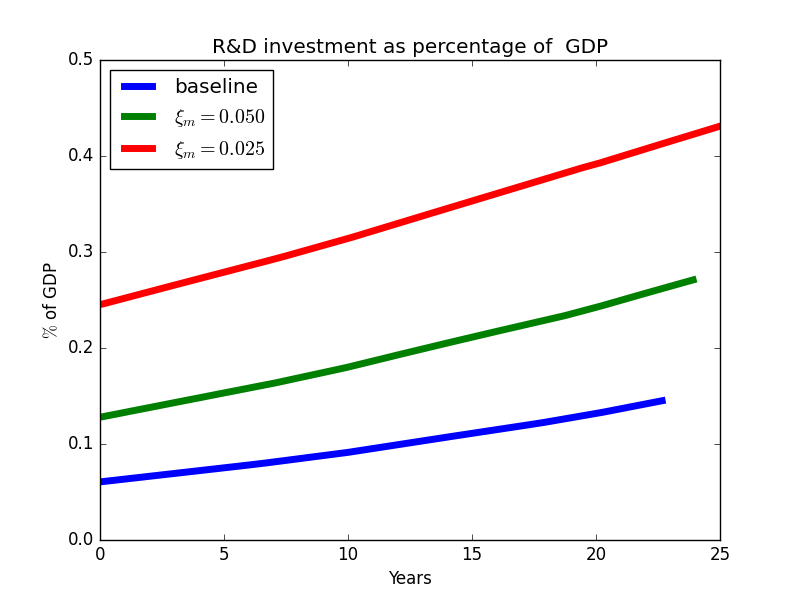 R&D investment as percentage of  GDP
baseline
ξₘ = 0.050
ξₘ = 0.025
% of GDP
0.5
0.4
0.3
0.2
0.1
0.0
0 5 10 15 20 25
Years